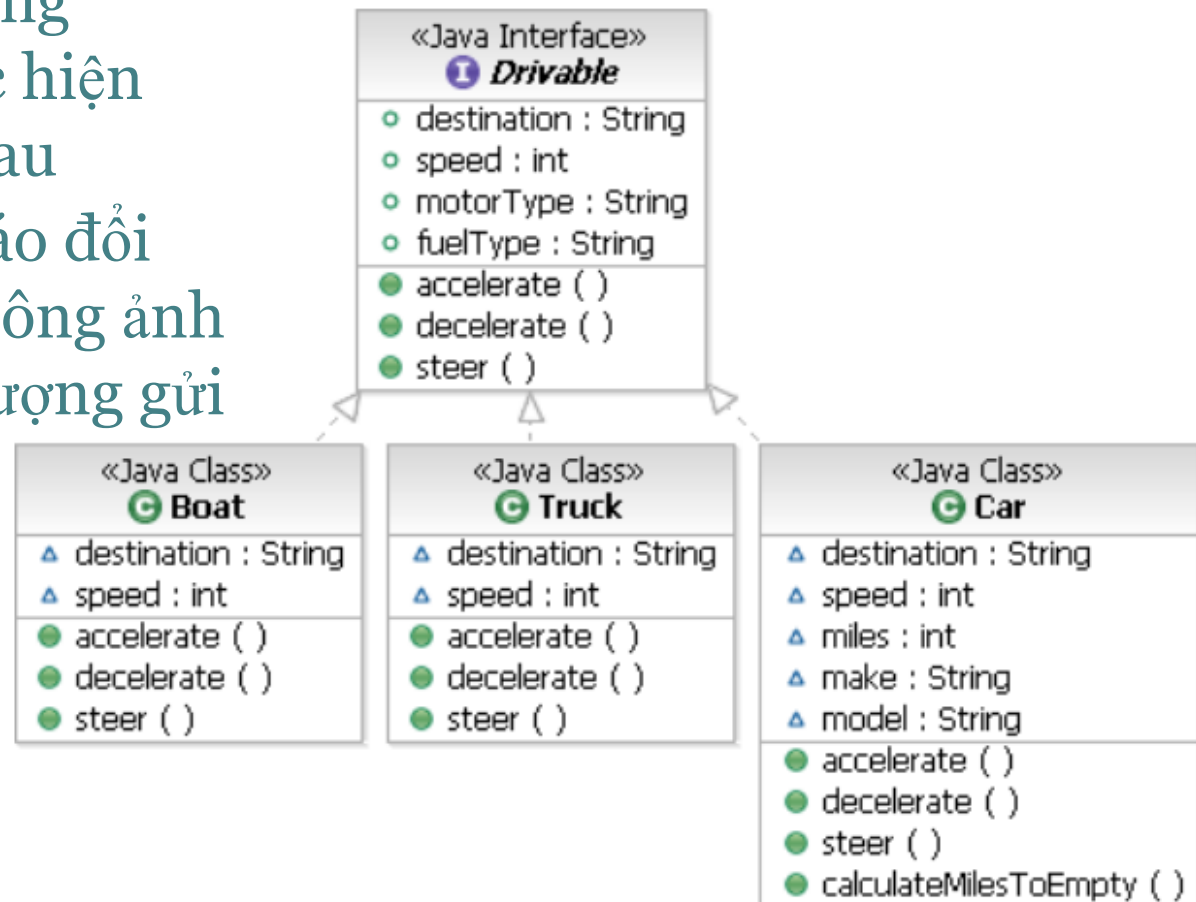 hiện
đổi
ông ảnh
ượng gửi
«Java Interface»
I Drivable
destination : String
speed : int
motorType : String
fuelType : String
accelerate ( )
decelerate ( )
steer ( )
«Java Class»
C Boat
destination : String
speed : int
accelerate ( )
decelerate ( )
steer ( )
«Java Class»
C Truck
destination : String
speed : int
accelerate ( )
decelerate ( )
steer ( )
«Java Class»
C Car
destination : String
speed : int
miles : int
make : String
model : String
accelerate ( )
decelerate ( )
steer ( )
calculateMilesToEmpty ( )